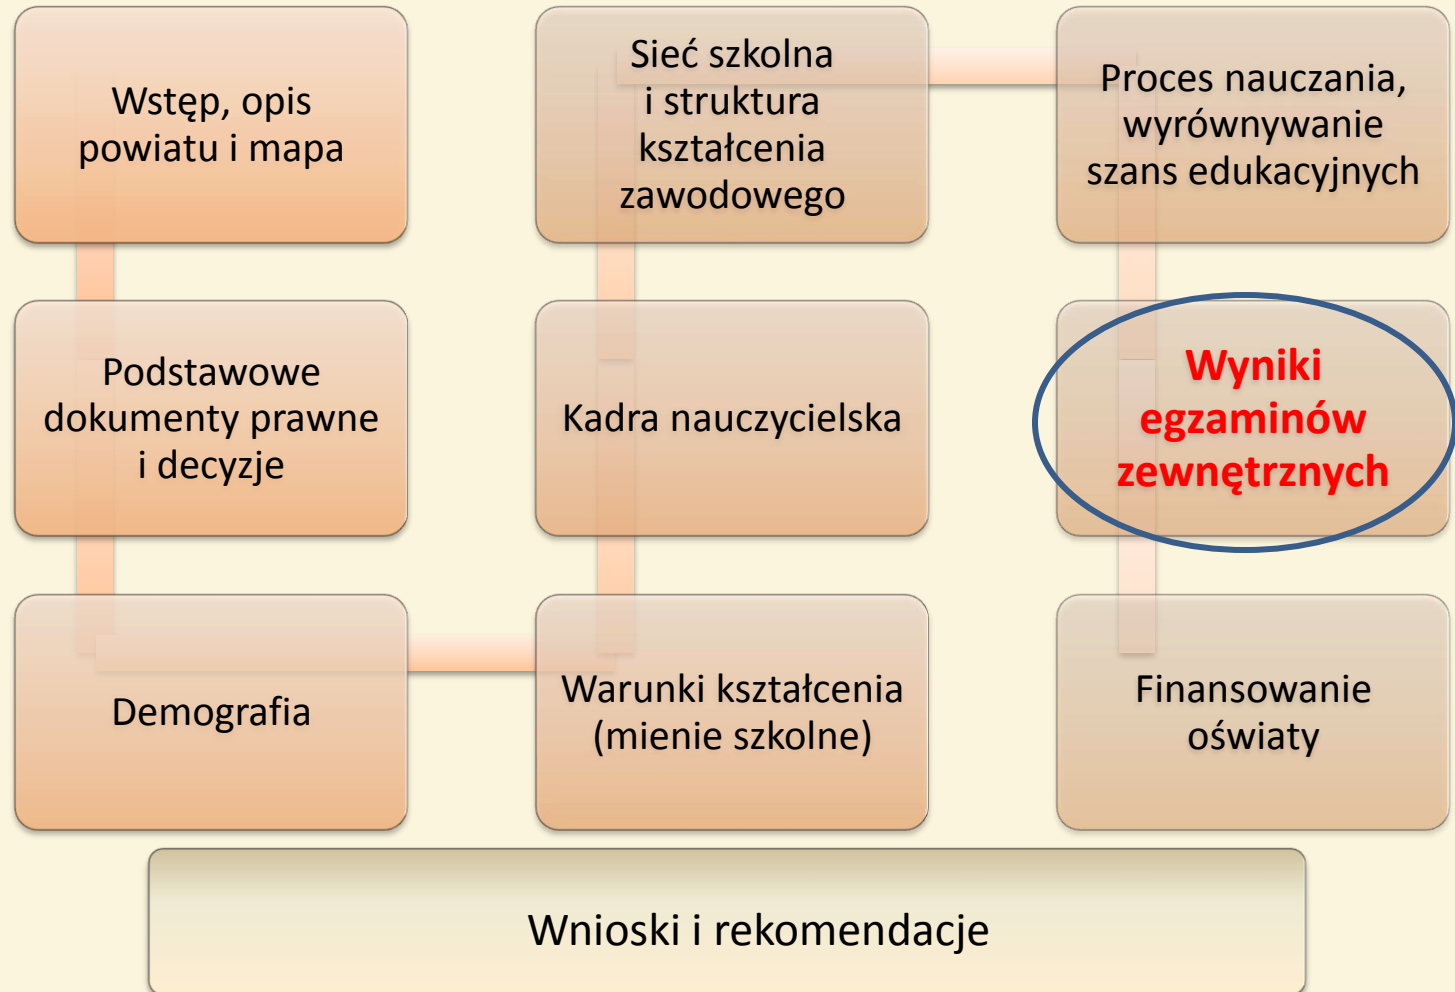 Wstęp, opis
powiatu i mapa
Podstawowe
dokumenty prawne
i decyzje
Demografia
Warunki kształcenia
(mienie szkolne)
Kadra nauczycielska
Sieć szkolna
i struktura
kształcenia
zawodowego
Proces nauczania,
wyrównywanie
szans edukacyjnych
Wyniki
egzaminów
zewnętrznych
Finansowanie
oświaty
Wnioski i rekomendacje